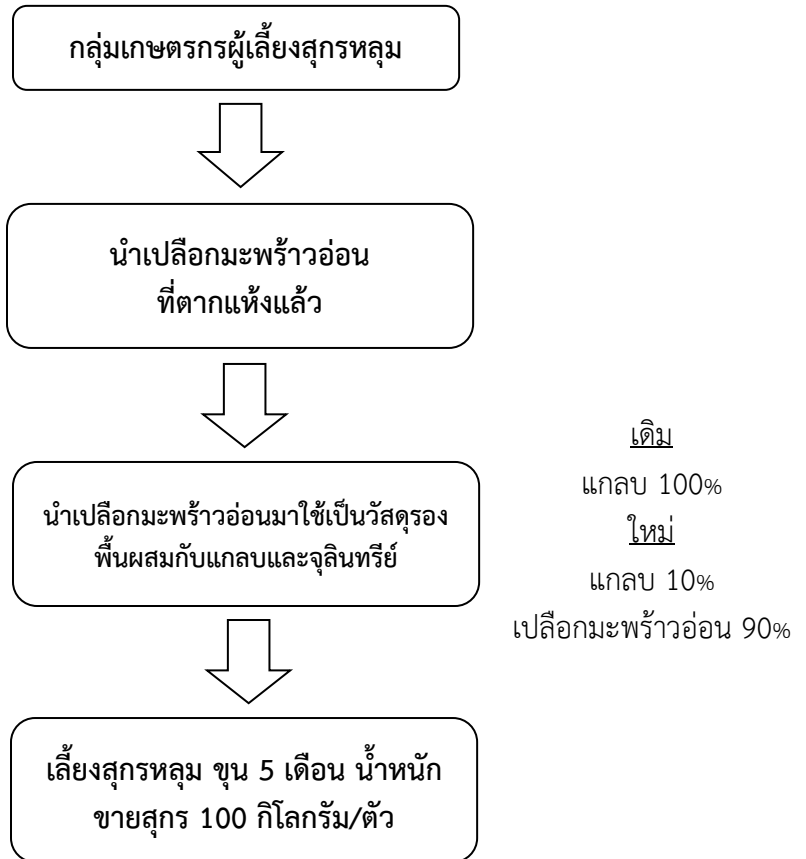 กลุ่มเกษตรกรผู้เลี้ยงสุกรหลุม
นำเปลือกมะพร้าวอ่อน
ที่ตากแห้งแล้ว
นำเปลือกมะพร้าวอ่อนมาใช้เป็นวัสดุรอง
พื้นผสมกับแกลบและจุลินทรีย์
เดิม
แกลบ 100%
ใหม่
แกลบ 10%
เปลือกมะพร้าวอ่อน 90%
เลี้ยงสุกรหลุม ขุน 5 เดือน น้ำหนัก
ขายสุกร 100 กิโลกรัม/ตัว